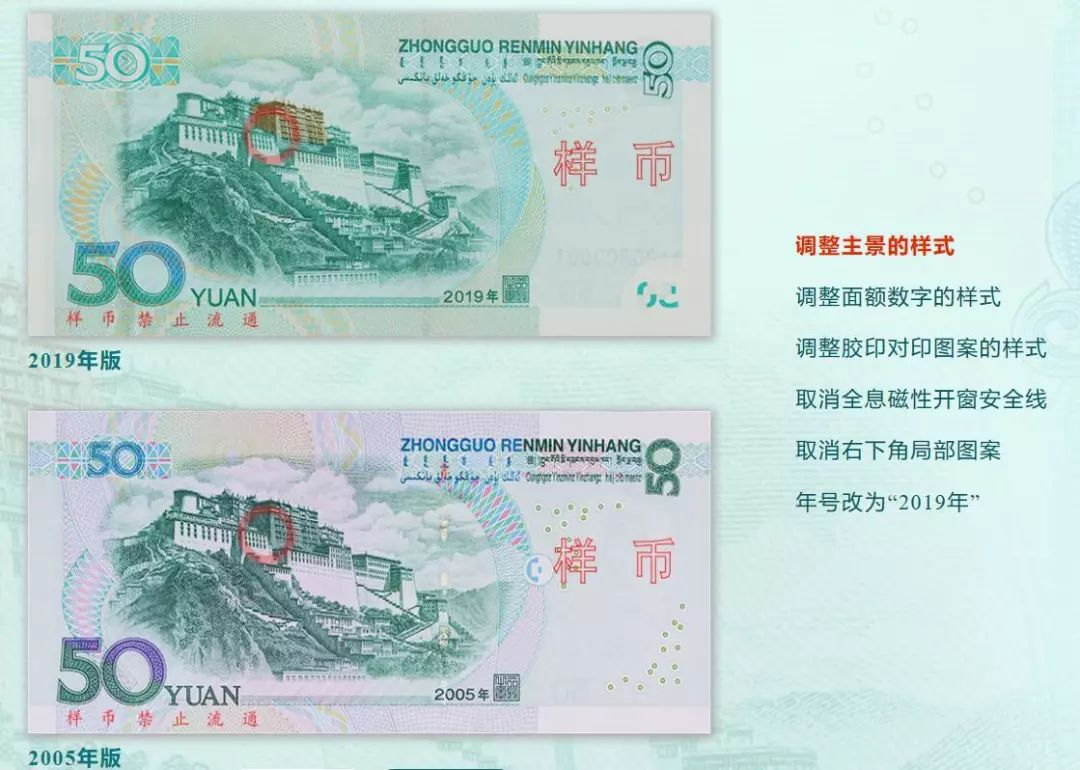 50
ZHONGGUO RENMIN YINHANG
50
样 币
50 YUAN
2019年
样币禁止流通
2019年版
50
ZHONGGUO RENMIN YINHANG
50
样 币
50 YUAN
2005年
样币禁止流通
2005年版
调整主景的样式
调整面额数字的样式
调整胶印对印图案的样式
取消全息磁性开窗安全线
取消右下角局部图案
年号改为“2019年”